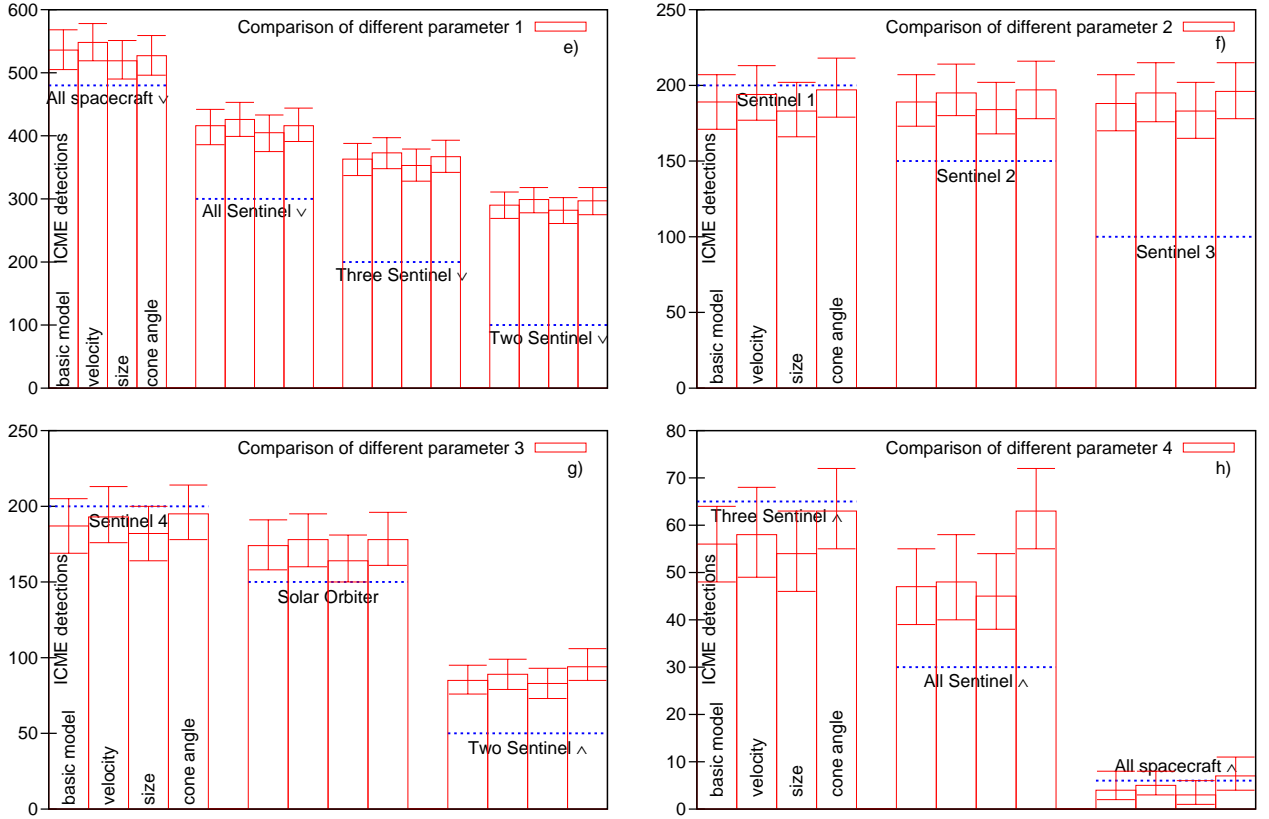 600
500
400
300
200
100
0
Comparison of different parameter 1
e)
ICME detections
All spacecraft ∨
All Sentinel ∨
Three Sentinel ∨
Two Sentinel ∨
basic model
velocity
size
cone angle
250
200
150
100
50
0
Comparison of different parameter 2
f)
ICME detections
Sentinel 1
Sentinel 2
Sentinel 3
basic model
velocity
size
cone angle
250
200
150
100
50
0
Comparison of different parameter 3
g)
ICME detections
Sentinel 4
Solar Orbiter
Two Sentinel ∧
basic model
velocity
size
cone angle
80
70
60
50
40
30
20
10
0
Comparison of different parameter 4
h)
ICME detections
Three Sentinel ∧
All Sentinel ∧
All spacecraft ∧
basic model
velocity
size
cone angle